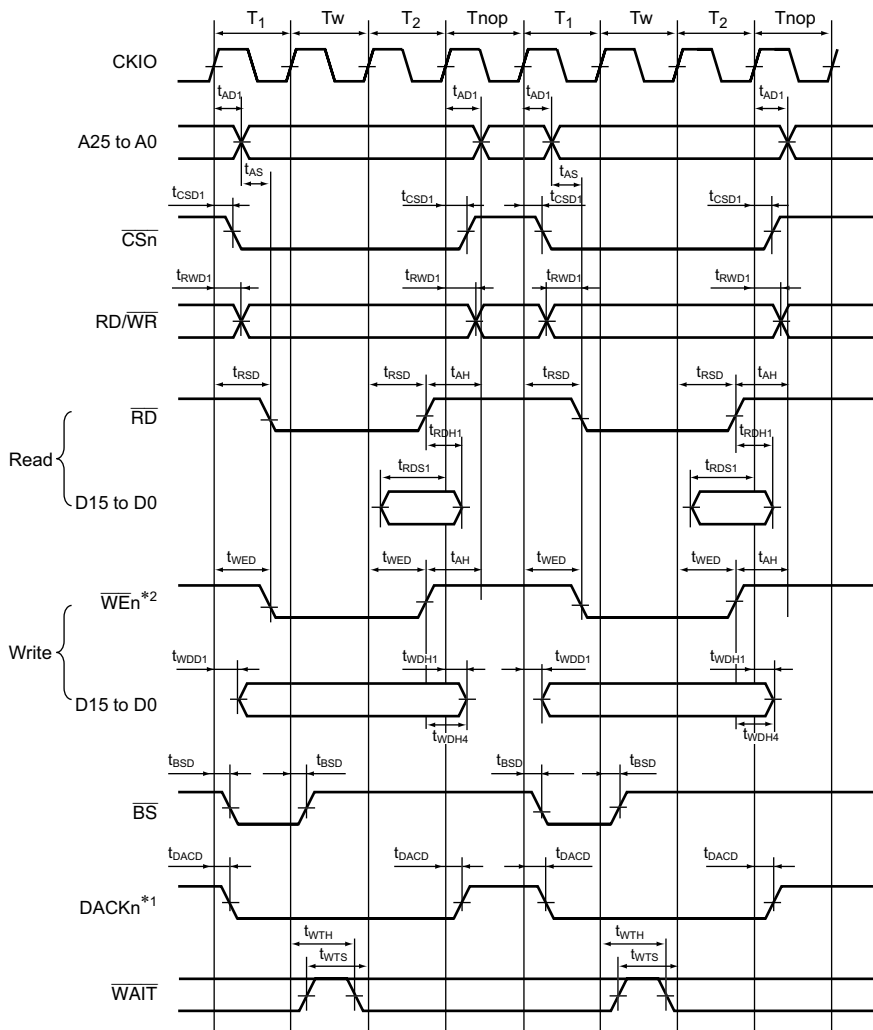 T1 Tw T2 Tnop T1 Tw T2 Tnop
CKIO
tAD1 tAD1 tAD1 tAD1
A25 to A0
tAS tAS
tCSD1 tCSD1 tCSD1 tCSD1
CSn
tRWD1 tRWD1 tRWD1 tRWD1
RD/WR
tRSD tRSD tAH tRSD tRSD tAH
RD
tRDH1 tRDH1
Read
tRDS1 tRDS1
D15 to D0
tWED tWED tAH tWED tWED tAH
WEn*2
Write
tWDD1 tWDH1 tWDD1 tWDH1
D15 to D0
tWDH4 tWDH4
tBSD tBSD tBSD tBSD
BS
tDACD tDACD tDACD tDACD
DACKn*1
tWTH tWTH
tWTS tWTS
WAIT